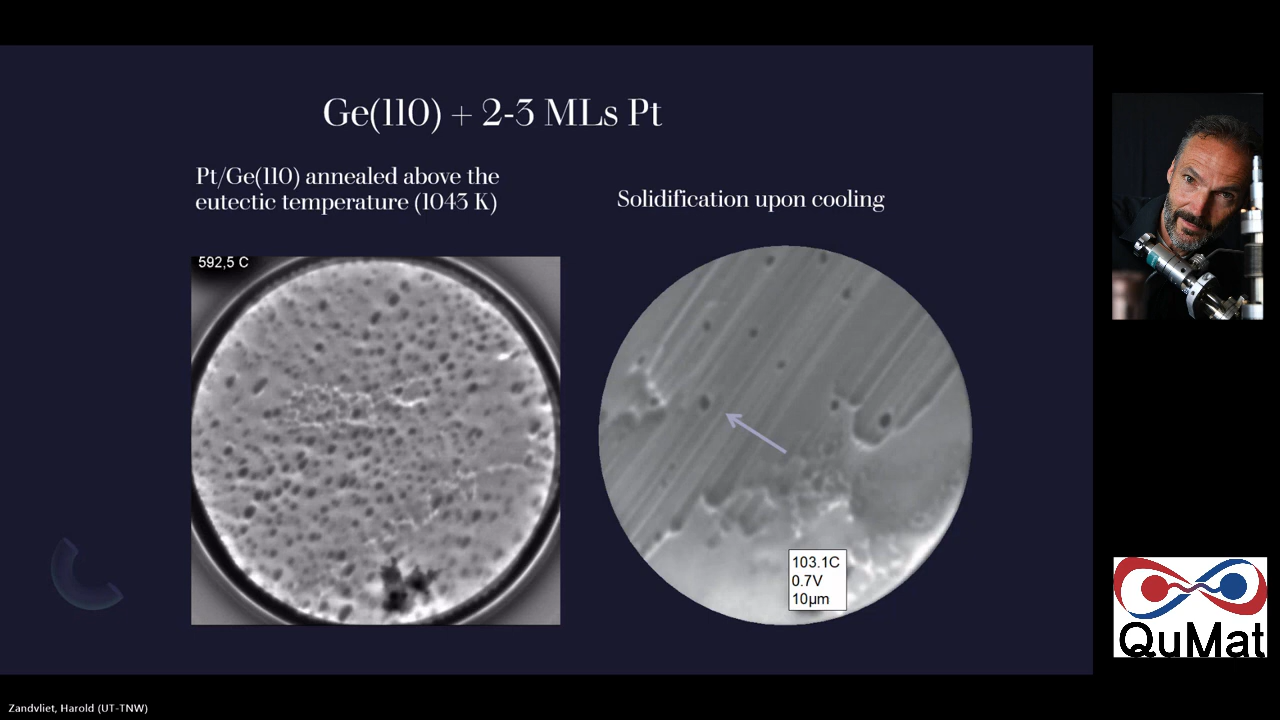 Ge(110) + 2-3 MLs Pt
Pt/Ge(110) annealed above the
eutectic temperature (1043 K)
Solidification upon cooling
592,5 C
103.1C
0.7V
10µm
QuMat
Zandvliet, Harold (UT-TNW)